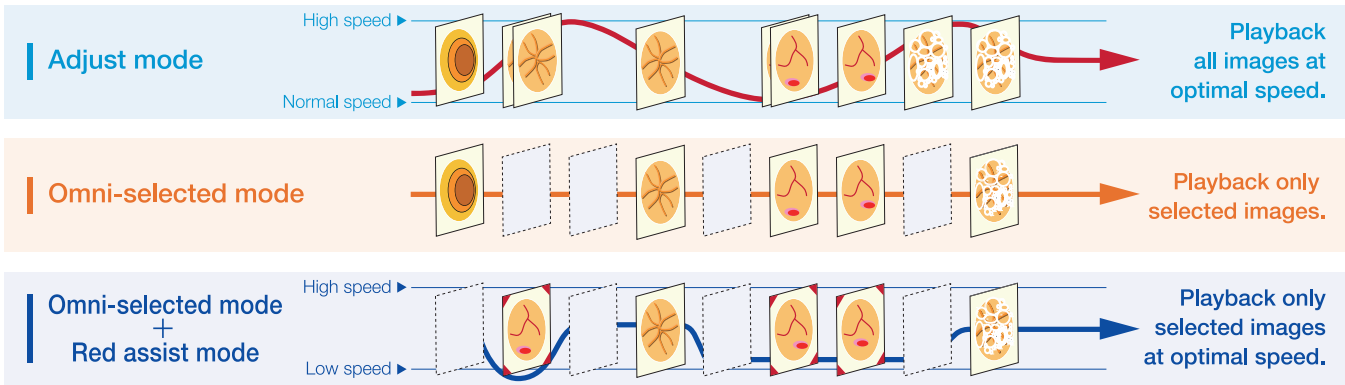 High speed ▶
Adjust mode
Normal speed ▶
Playback
all images at
optimal speed.
Omni-selected mode
Playback only
selected images.
High speed ▶
Omni-selected mode
+
Red assist mode
Low speed ▶
Playback only
selected images
at optimal speed.